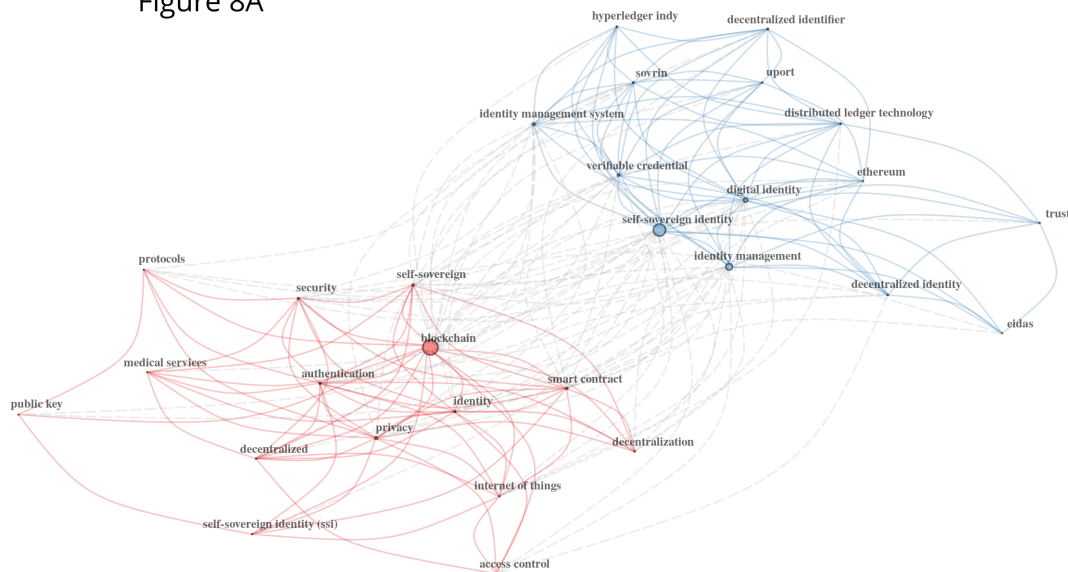 Figure 8A
hyperledger indy
decentralized identifier
sovrin
uport
identity management system
distributed ledger technology
verifiable credential
ethereum
digital identity
trust
self-sovereign identity
identity management
protocols
self-sovereign
decentralized identity
security
eidas
blockchain
medical services
authentication
smart contract
public key
identity
privacy
decentralized
decentralization
internet of things
self-sovereign identity (ssi)
access control